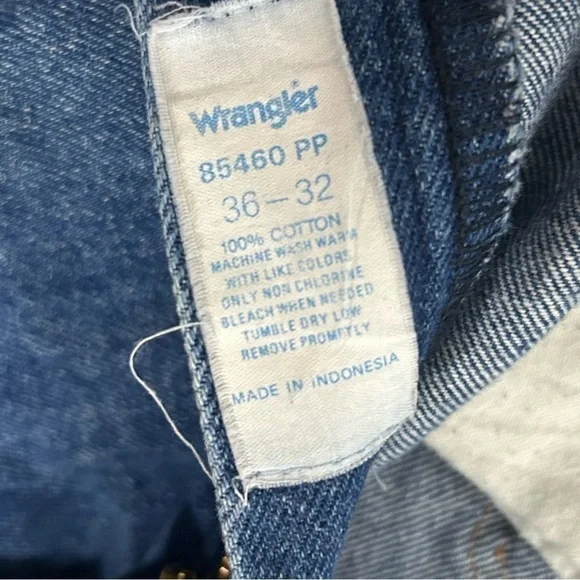 Wrangler
85460 PP
36-32
100% COTTON
MACHINE WASH WARM
WITH LIKE COLORS
ONLY NON CHLORINE
BLEACH WHEN NEEDED
TUMBLE DRY LOW
REMOVE PROMPTLY
MADE IN INDONESIA